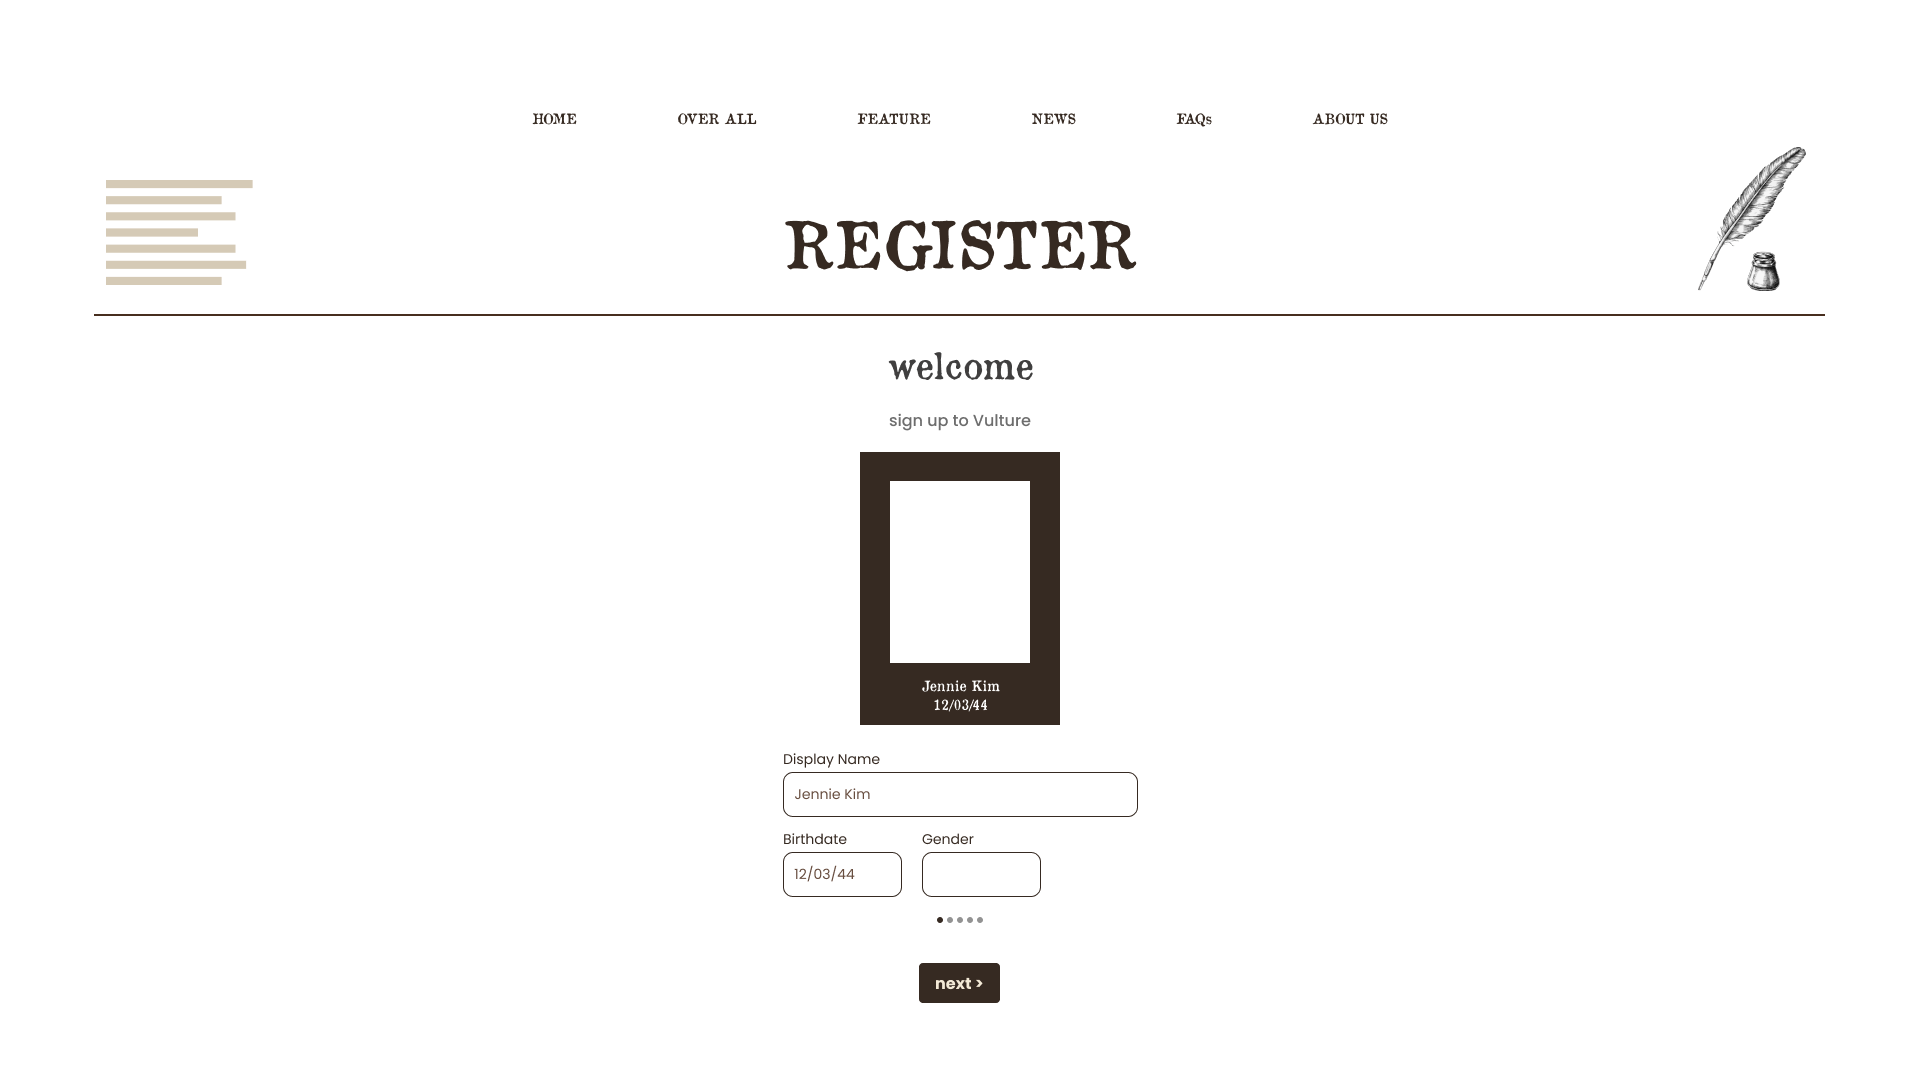 HOME OVER ALL FEATURE NEWS FAQs ABOUT US
REGISTER
welcome
sign up to Vulture
Jennie Kim
12/03/44
Display Name
Jennie Kim
Birthdate Gender
12/03/44
next >